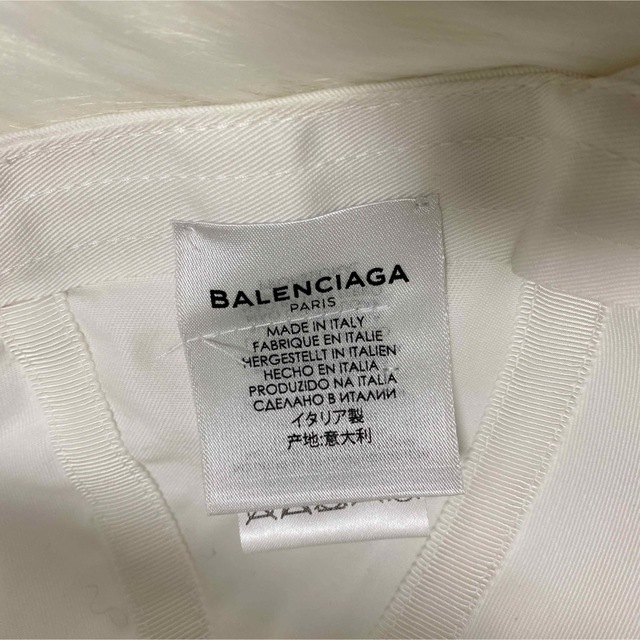 BALENCIAGA
PARIS
MADE IN ITALY
FABRIQUE EN ITALIE
HERGESTELLT IN ITALIEN
HECHO EN ITALIA
PRODUZIDO NA ITALIA
СДЕЛАНО В ИТАЛИИ
イタリア製
产地:意大利